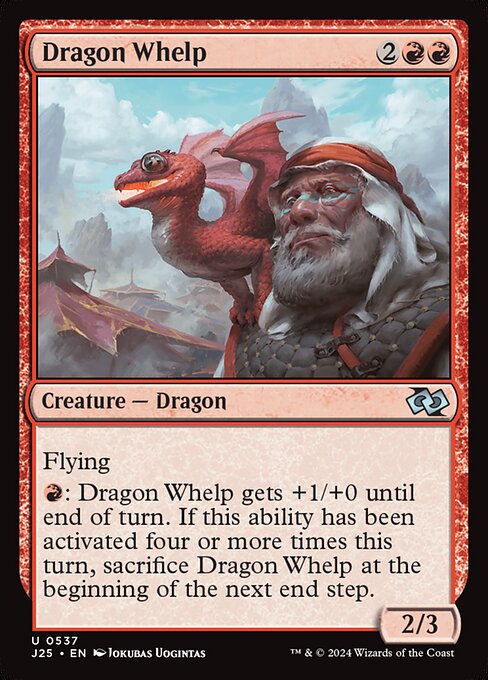 Dragon Whelp 2
Creature — Dragon
Flying
: Dragon Whelp gets +1/+0 until
end of turn. If this ability has been
activated four or more times this
turn, sacrifice Dragon Whelp at the
beginning of the next end step.
2/3
U 0537
J25 • EN Jokubas Uogintas
™ & © 2024 Wizards of the Coast